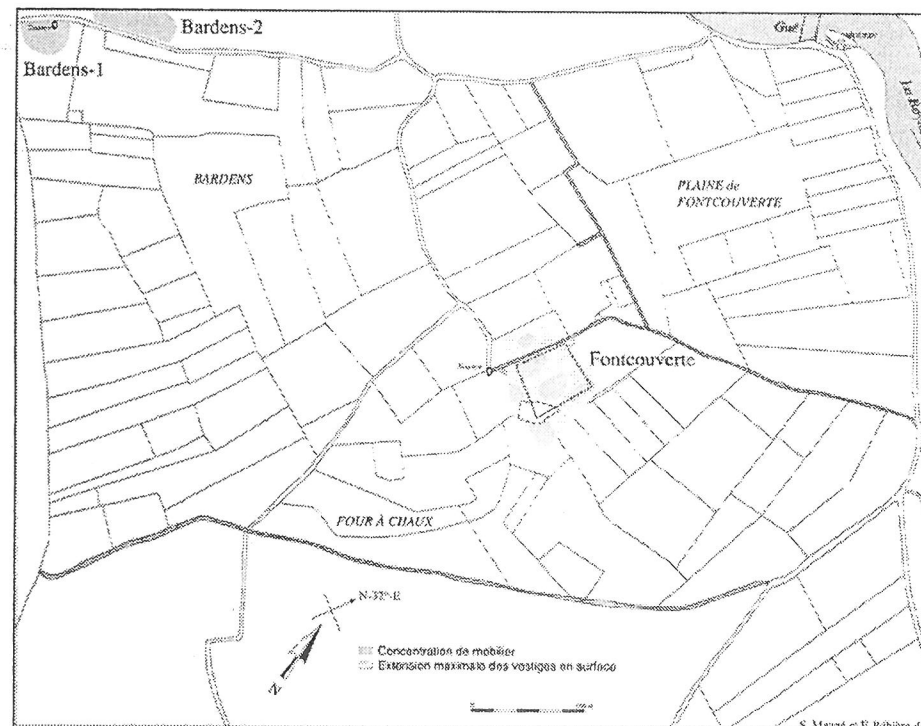 Bardens-2
Bardens-1
Gué
BARDENS
PLAINE de
FONTCOUVERTE
Fontcouverte
FOUR À CHAUX
N-32°-E
N
Concentration de mobilier
Extension maximale des vestiges en surface